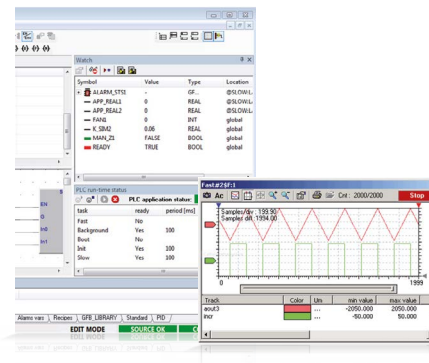 Watch
Symbol Value Type Location
ALARM_STS1 - GF... @SLOW:L
APP_REAL1 0 REAL @SLOW:L
APP_REAL2 0 REAL @SLOW:L
FAN1 0 INT global
K_SIM2 0.06 REAL global
MAN_Z1 FALSE BOOL global
READY TRUE BOOL global
PLC run-time status
PLC application status:
task ready period [ms]
Fast No
Background Yes 100
Boot No
Init Yes 100
Slow Yes 100
EN
G
In0
In1
Fast#2$F:1
Ac Cnt: 2000/2000 Stop
Samples/div : 199.90
Samples diff : 1994.00
0 1999
Track Color Um min value max value
aout3 ... -2050.000 2050.000
incr ... -50.000 50.000
Alarms vars Recipes GFB_LIBRARY Standard PID
EDIT MODE SOURCE OK